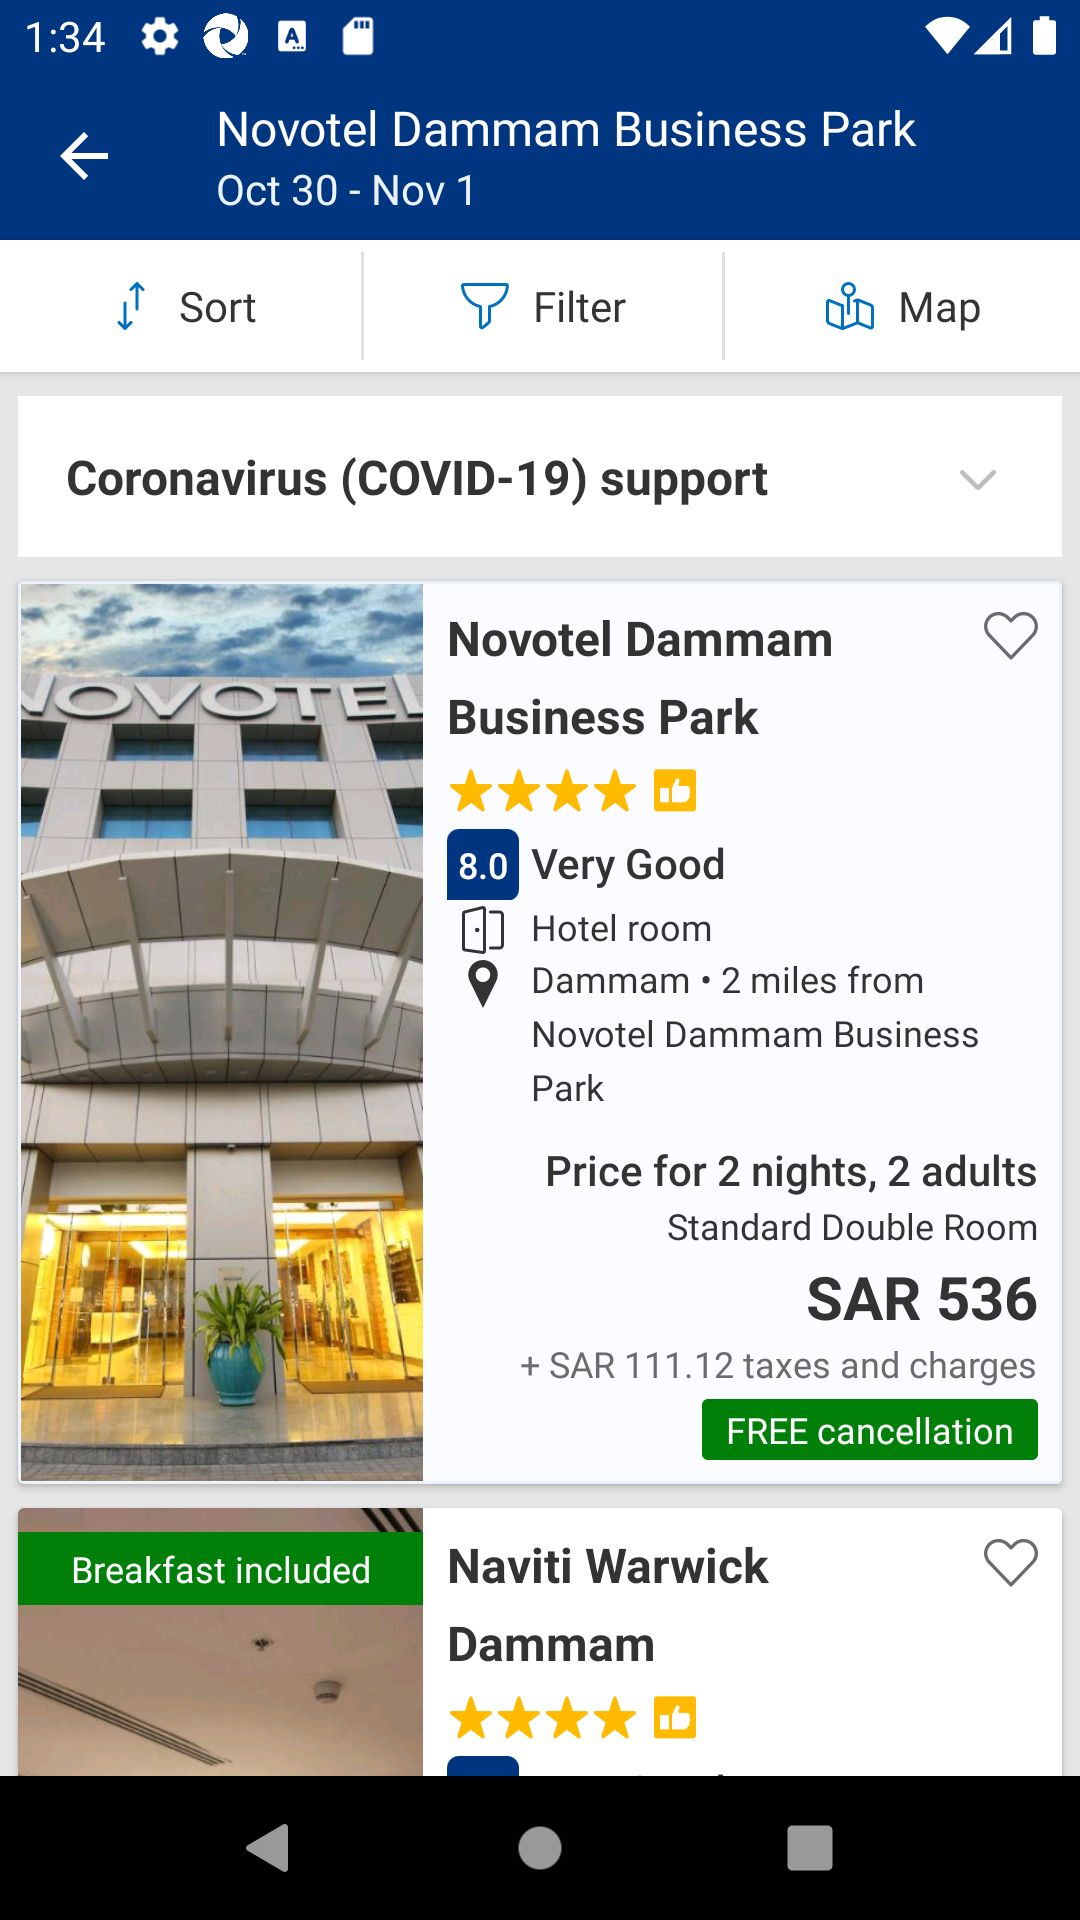 1:34
Novotel Dammam Business Park
Oct 30 - Nov 1
Sort
Filter
Map
Coronavirus (COVID-19) support
NOVOTEL
Novotel Dammam
Business Park
8.0 Very Good
Hotel room
Dammam • 2 miles from
Novotel Dammam Business
Park
Price for 2 nights, 2 adults
Standard Double Room
SAR 536
+ SAR 111.12 taxes and charges
FREE cancellation
Breakfast included
Naviti Warwick
Dammam